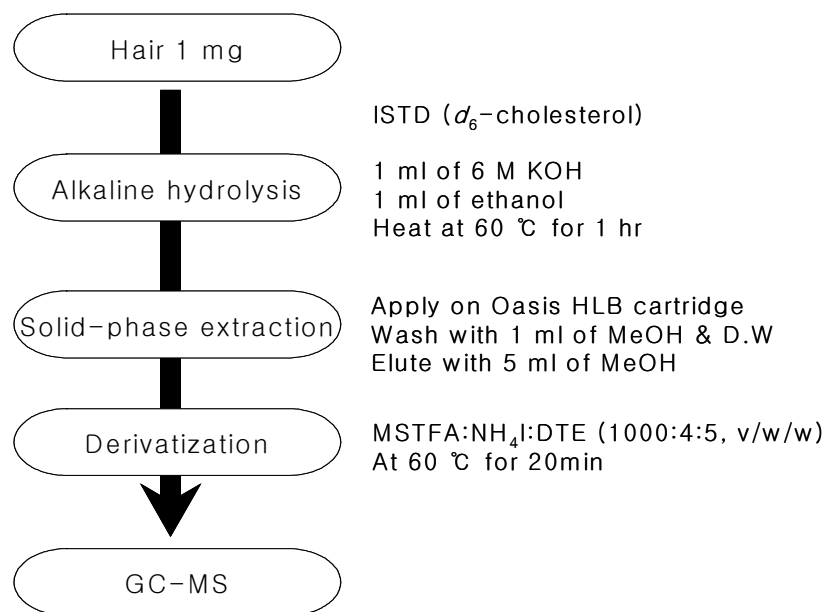 Hair 1 mg
ISTD (d₆-cholesterol)
Alkaline hydrolysis
1 ml of 6 M KOH
1 ml of ethanol
Heat at 60 ℃ for 1 hr
Solid-phase extraction
Apply on Oasis HLB cartridge
Wash with 1 ml of MeOH & D.W
Elute with 5 ml of MeOH
Derivatization
MSTFA:NH₄I:DTE (1000:4:5, v/w/w)
At 60 ℃ for 20min
GC-MS